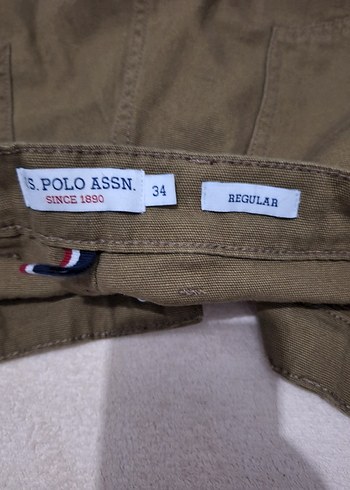 S. POLO ASSN.
SINCE 1890
34
REGULAR